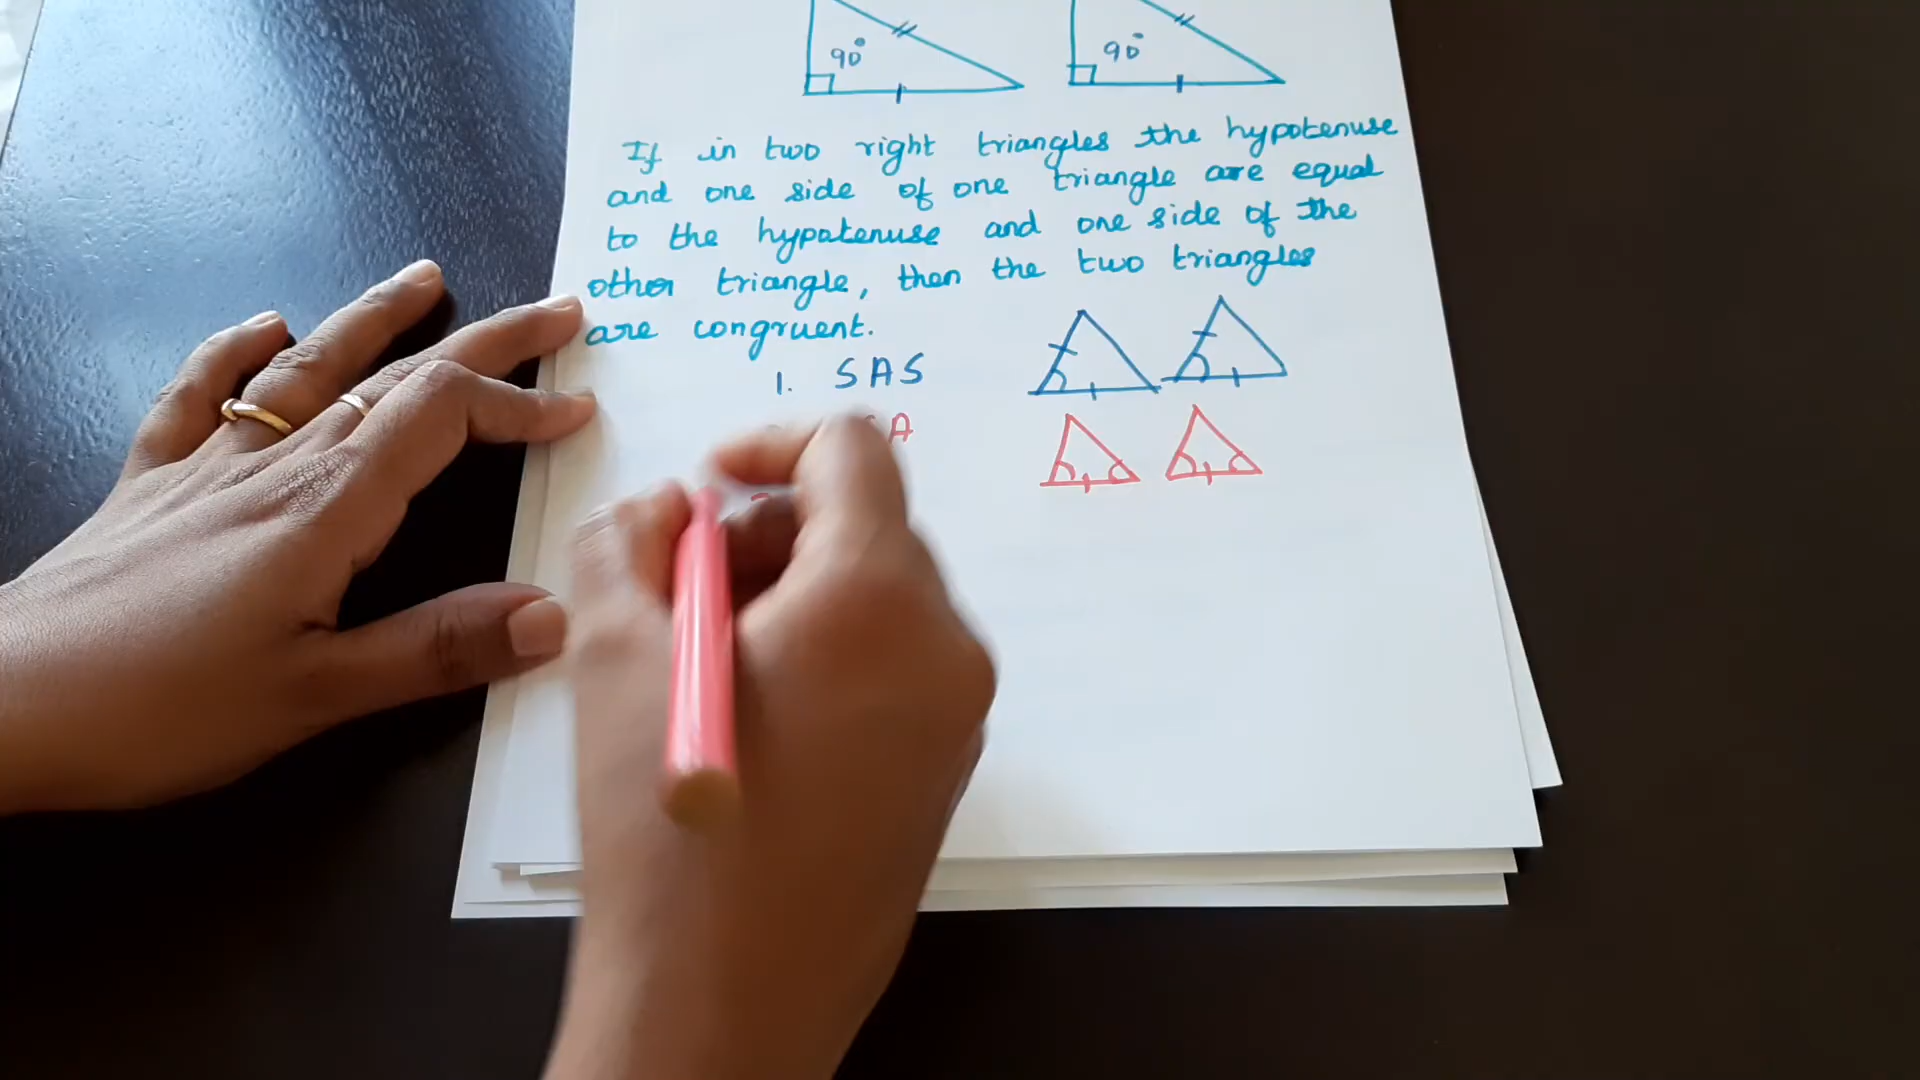 90°
90°
If in two right triangles the hypotenuse
and one side of one triangle are equal
to the hypotenuse and one side of the
other triangle, then the two triangles
are congruent.
1. SAS
SA